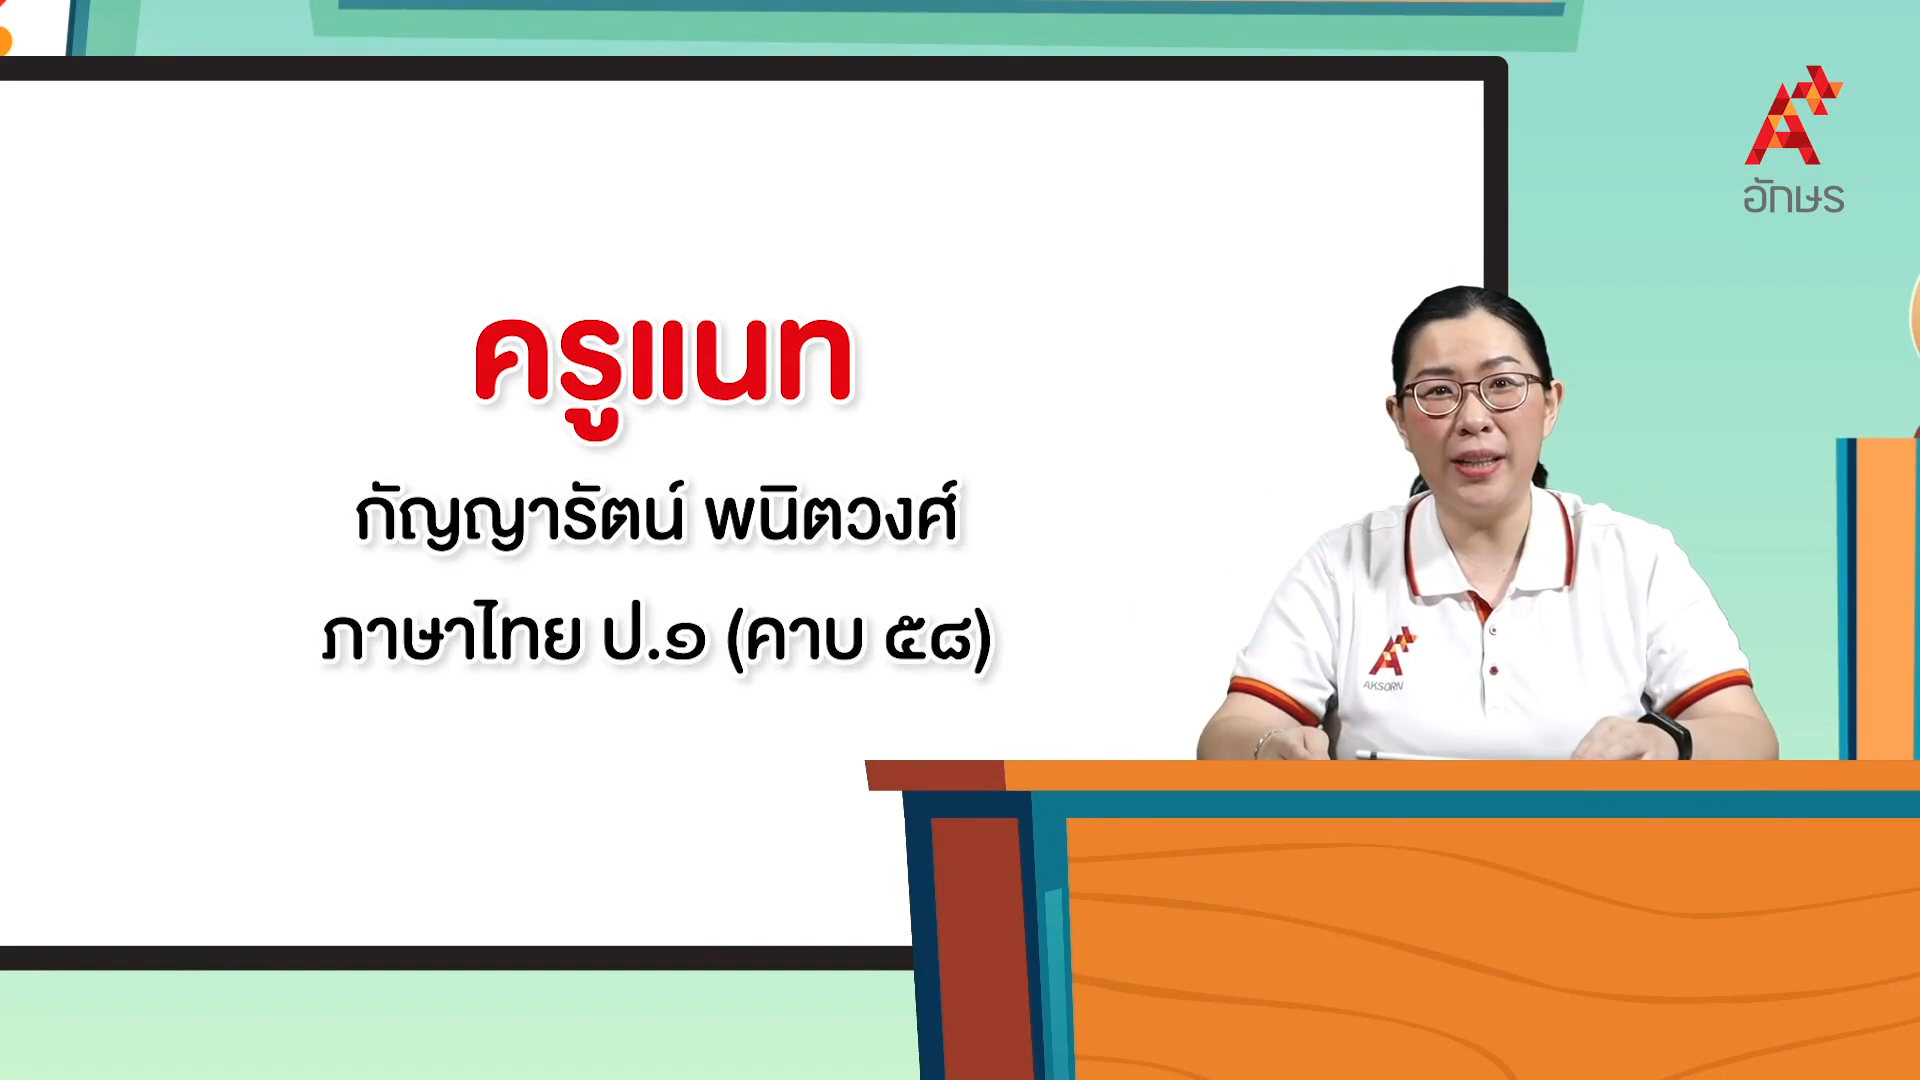 อักษร
ครูแนท
กัญญารัตน์ พนิตวงศ์
ภาษาไทย ป.๑ (คาบ ๕๘)
AKSORN